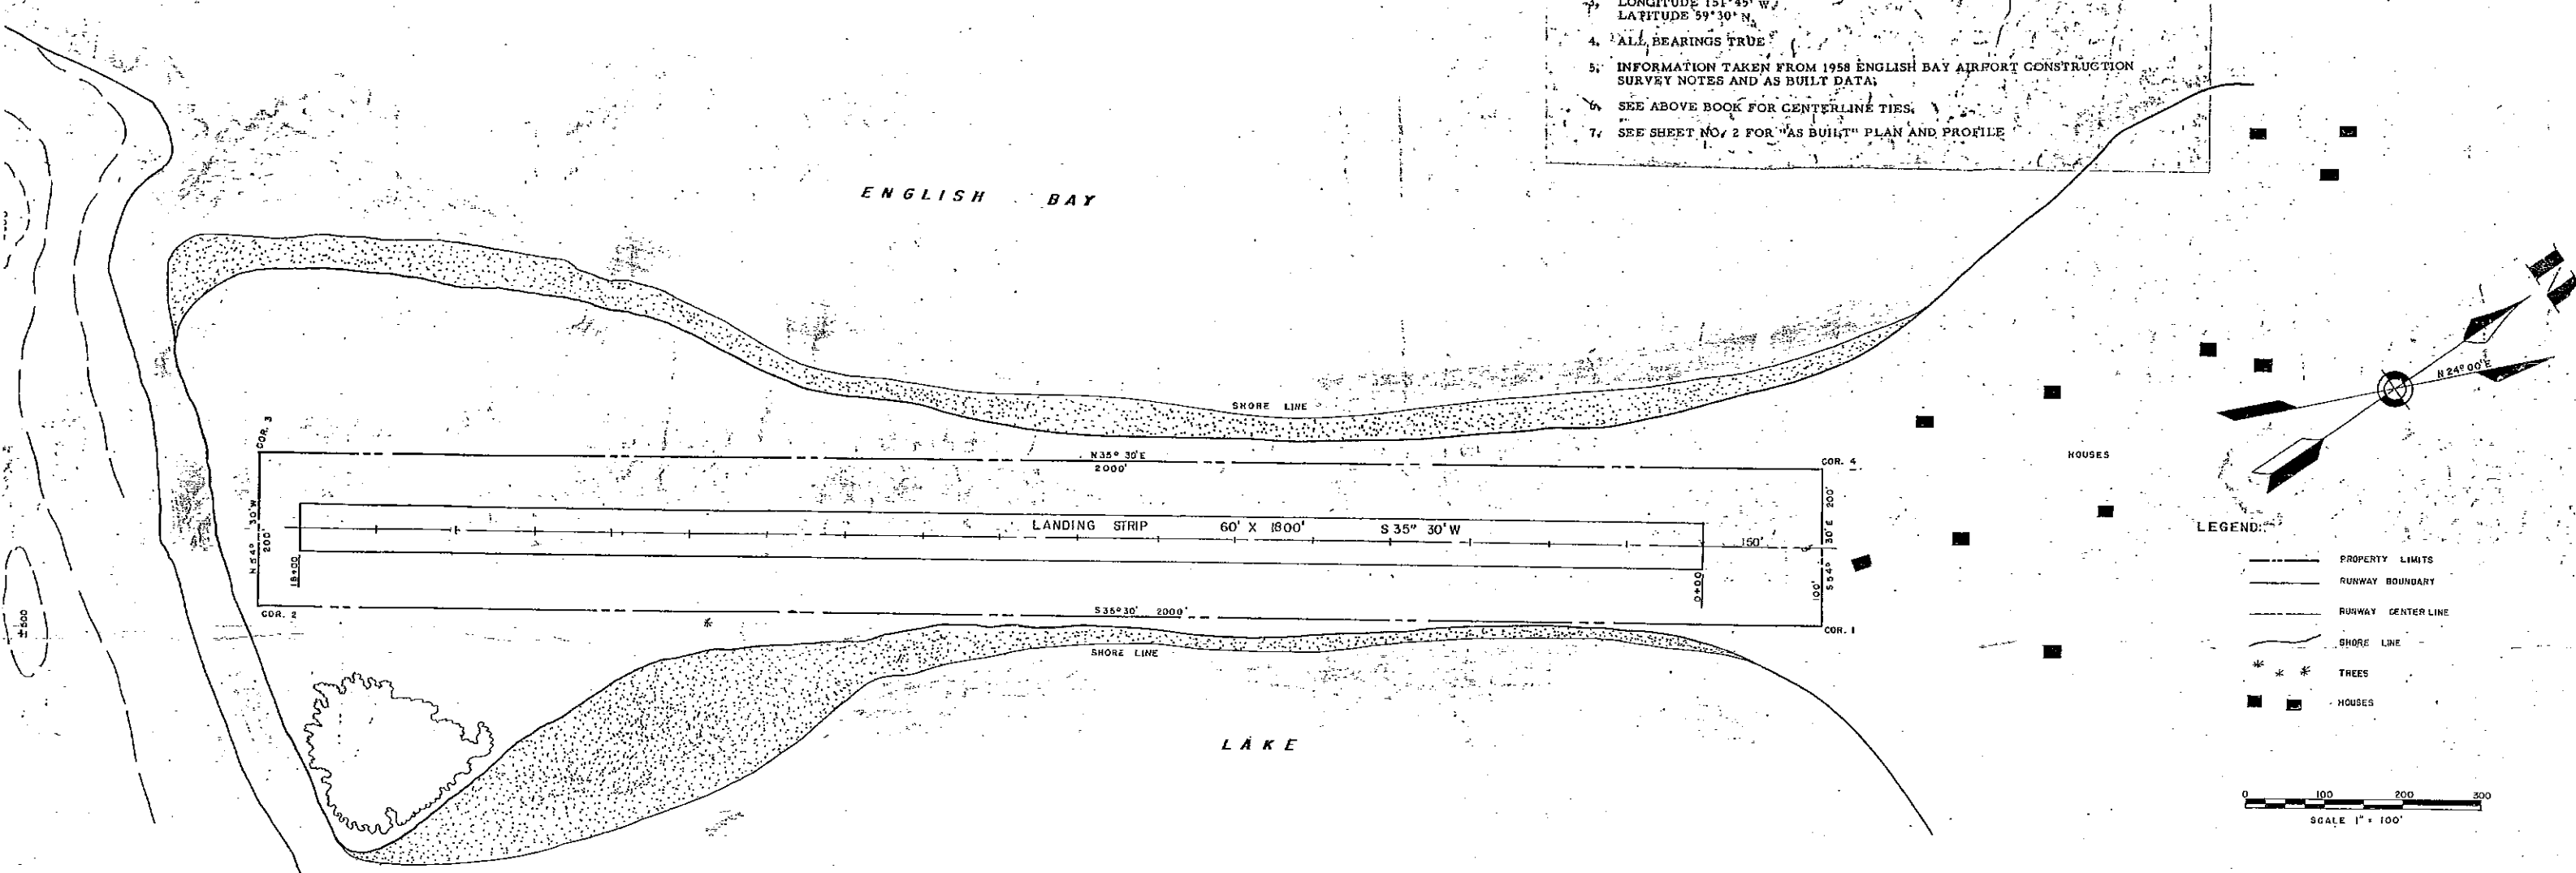 LONGITUDE 151°45' W.
LATITUDE 59°30' N.
4. ALL BEARINGS TRUE
5. INFORMATION TAKEN FROM 1958 ENGLISH BAY AIRPORT CONSTRUCTION
SURVEY NOTES AND AS BUILT DATA.
6. SEE ABOVE BOOK FOR CENTERLINE TIES.
7. SEE SHEET NO. 2 FOR "AS BUILT" PLAN AND PROFILE
ENGLISH BAY
N 24° 00' E
SHORE LINE
COR. 3
N 35° 30' E
2000'
COR. 4
HOUSES
N 54° 30' W
200'
18+00
LANDING STRIP 60' X 1800' S 35° 30' W
150'
0+00
100'
S 54° 30' E 200'
COR. 2
S 35° 30' 2000'
COR. 1
SHORE LINE
±500
LAKE
LEGEND:
PROPERTY LIMITS
RUNWAY BOUNDARY
RUNWAY CENTER LINE
SHORE LINE
TREES
HOUSES
0 100 200 300
SCALE 1" = 100'